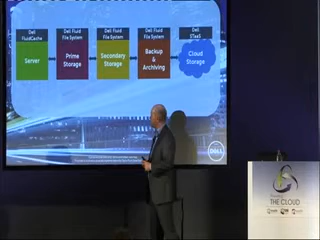 Dell
FluidCache
Server
Dell Fluid
File System
Prime
Storage
Dell Fluid
File System
Secondary
Storage
Dell Fluid
File System
Backup
&
Archiving
Dell
Cloud
Storage
DELL
THE CLOUD